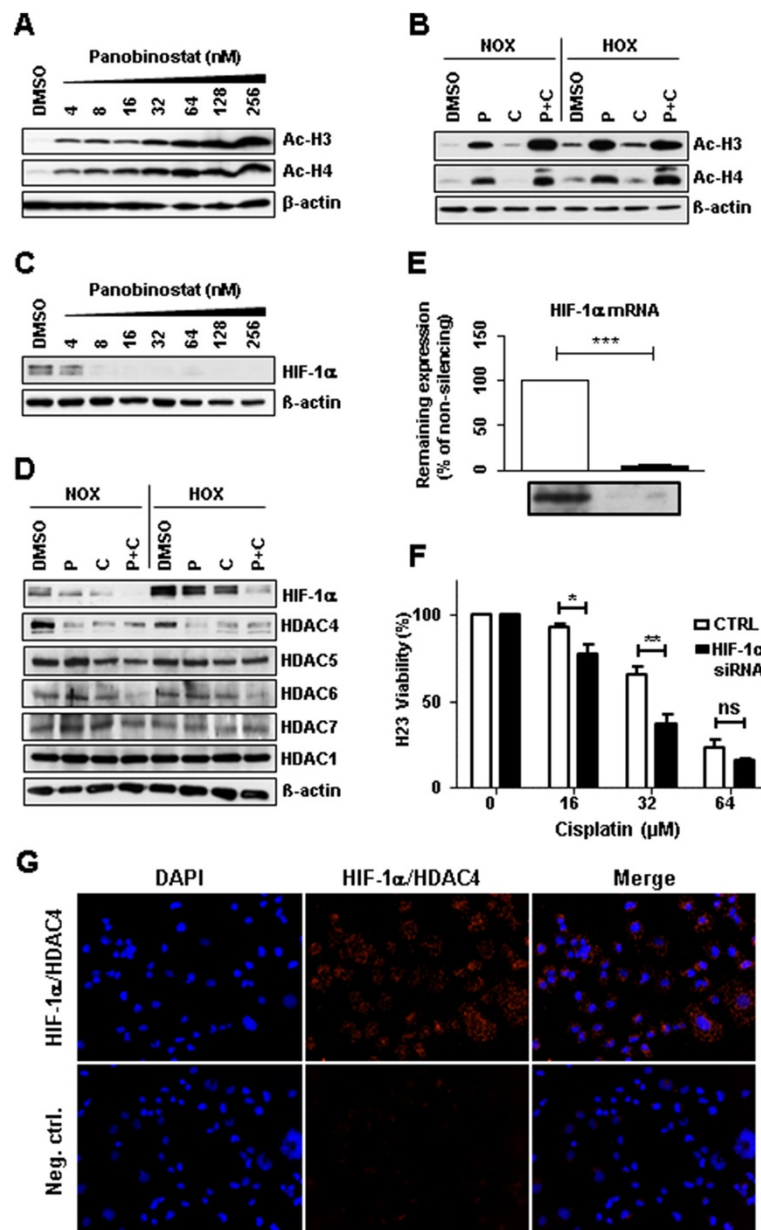 A
Panobinostat (nM)
DMSO 4 8 16 32 64 128 256
Ac-H3
Ac-H4
β-actin
B
NOX HOX
DMSO P C P+C DMSO P C P+C
Ac-H3
Ac-H4
ß-actin
C
Panobinostat (nM)
DMSO 4 8 16 32 64 128 256
HIF-1α
ß-actin
D
NOX HOX
DMSO P C P+C DMSO P C P+C
HIF-1α
HDAC4
HDAC5
HDAC6
HDAC7
HDAC1
ß-actin
E
HIF-1α mRNA
Remaining expression
(% of non-silencing)
150
100
50
0
***
F
H23 Viability (%)
100
50
0
* ** ns
CTRL
HIF-1α
siRNA
0 16 32 64
Cisplatin (µM)
G
DAPI HIF-1α/HDAC4 Merge
HIF-1α/HDAC4
Neg. ctrl.